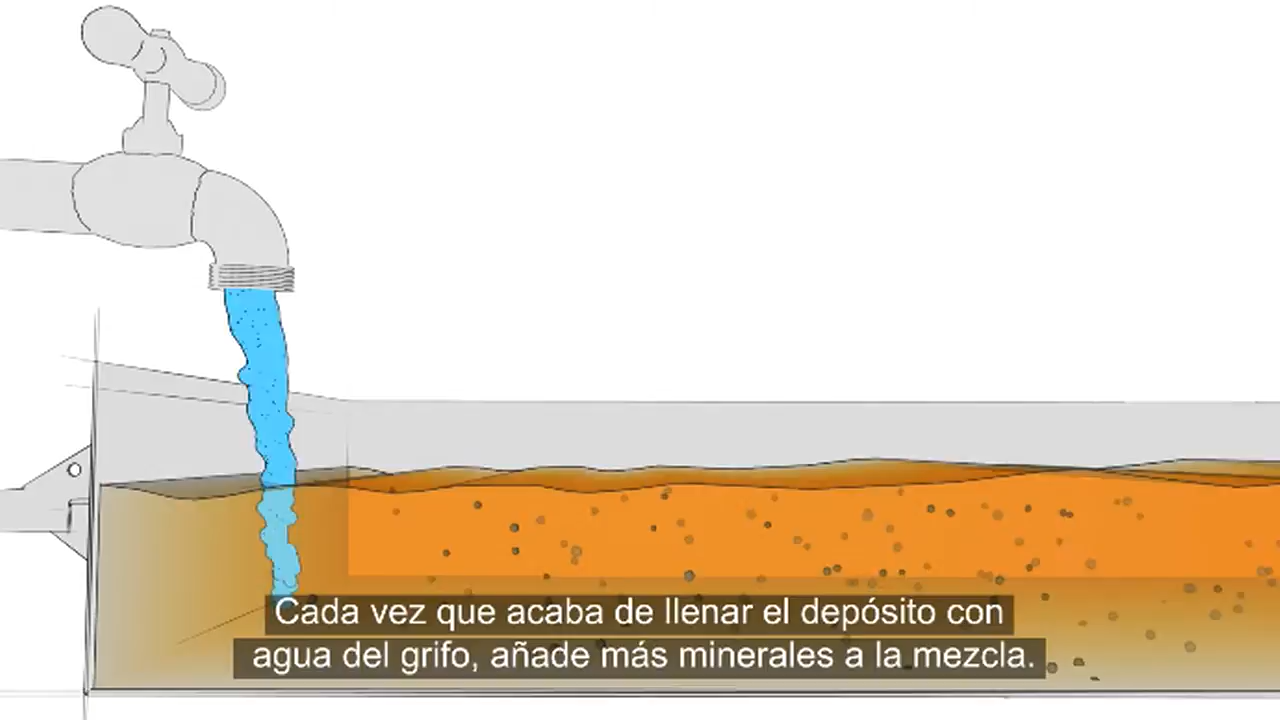 Cada vez que acaba de llenar el depósito con
agua del grifo, añade más minerales a la mezcla.